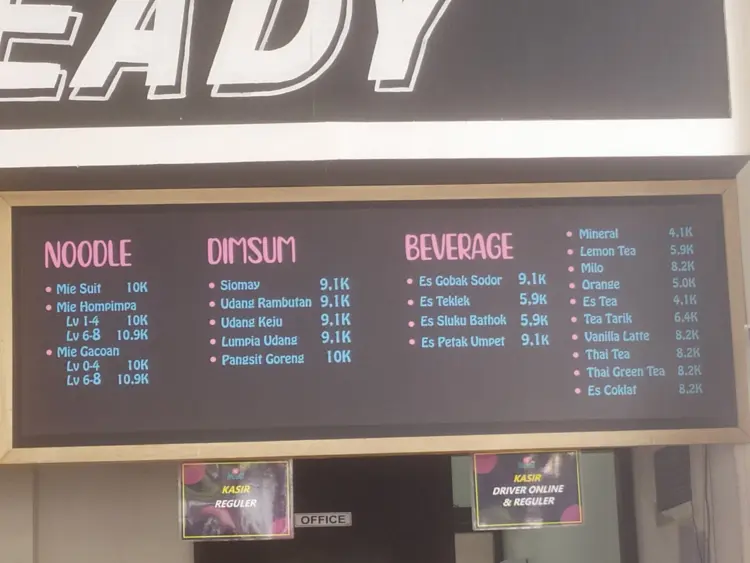 EADY
NOODLE
• Mie Suit 10K
• Mie Hompimpa
Lv 1-4 10K
Lv 6-8 10.9K
• Mie Gacoan
Lv 0-4 10K
Lv 6-8 10.9K
DIMSUM
• Siomay 9.1K
• Udang Rambutan 9.1K
• Udang Keju 9.1K
• Lumpia Udang 9.1K
• Pangsit Goreng 10K
BEVERAGE
• Es Gobak Sodor 9.1K
• Es Teklek 5.9K
• Es Sluku Bathok 5.9K
• Es Petak Umpet 9.1K
• Mineral 4.1K
• Lemon Tea 5.9K
• Milo 8.2K
• Orange 5.0K
• Es Tea 4.1K
• Tea Tarik 6.4K
• Vanilla Latte 8.2K
• Thai Tea 8.2K
• Thai Green Tea 8.2K
• Es Coklat 8.2K
KASIR
REGULER
OFFICE
KASIR
DRIVER ONLINE
& REGULER